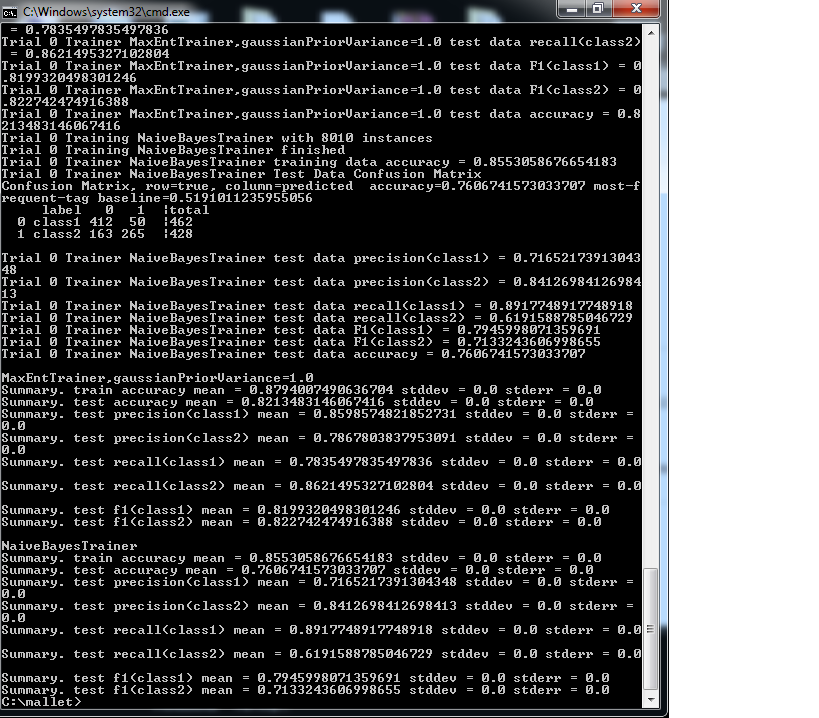 C:\Windows\system32\cmd.exe
= 0.7835497835497836
Trial 0 Trainer MaxEntTrainer,gaussianPriorVariance=1.0 test data recall(class2)
= 0.8621495327102804
Trial 0 Trainer MaxEntTrainer,gaussianPriorVariance=1.0 test data F1(class1) = 0
.8199320498301246
Trial 0 Trainer MaxEntTrainer,gaussianPriorVariance=1.0 test data F1(class2) = 0
.822742474916388
Trial 0 Trainer MaxEntTrainer,gaussianPriorVariance=1.0 test data accuracy = 0.8
213483146067416
Trial 0 Training NaiveBayesTrainer with 8010 instances
Trial 0 Training NaiveBayesTrainer finished
Trial 0 Trainer NaiveBayesTrainer training data accuracy = 0.8553058676654183
Trial 0 Trainer NaiveBayesTrainer Test Data Confusion Matrix
Confusion Matrix, row=true, column=predicted  accuracy=0.7606741573033707 most-f
requent-tag baseline=0.5191011235955056
label   0   1  |total
0 class1 412  50  |462
1 class2 163 265  |428
Trial 0 Trainer NaiveBayesTrainer test data precision(class1) = 0.71652173913043
48
Trial 0 Trainer NaiveBayesTrainer test data precision(class2) = 0.84126984126984
13
Trial 0 Trainer NaiveBayesTrainer test data recall(class1) = 0.8917748917748918
Trial 0 Trainer NaiveBayesTrainer test data recall(class2) = 0.6191588785046729
Trial 0 Trainer NaiveBayesTrainer test data F1(class1) = 0.7945998071359691
Trial 0 Trainer NaiveBayesTrainer test data F1(class2) = 0.7133243606998655
Trial 0 Trainer NaiveBayesTrainer test data accuracy = 0.7606741573033707
MaxEntTrainer,gaussianPriorVariance=1.0
Summary. train accuracy mean = 0.8794007490636704 stddev = 0.0 stderr = 0.0
Summary. test accuracy mean = 0.8213483146067416 stddev = 0.0 stderr = 0.0
Summary. test precision(class1) mean = 0.8598574821852731 stddev = 0.0 stderr =
0.0
Summary. test precision(class2) mean = 0.7867803837953091 stddev = 0.0 stderr =
0.0
Summary. test recall(class1) mean = 0.7835497835497836 stddev = 0.0 stderr = 0.0
Summary. test recall(class2) mean = 0.8621495327102804 stddev = 0.0 stderr = 0.0
Summary. test f1(class1) mean = 0.8199320498301246 stddev = 0.0 stderr = 0.0
Summary. test f1(class2) mean = 0.822742474916388 stddev = 0.0 stderr = 0.0
NaiveBayesTrainer
Summary. train accuracy mean = 0.8553058676654183 stddev = 0.0 stderr = 0.0
Summary. test accuracy mean = 0.7606741573033707 stddev = 0.0 stderr = 0.0
Summary. test precision(class1) mean = 0.7165217391304348 stddev = 0.0 stderr =
0.0
Summary. test precision(class2) mean = 0.8412698412698413 stddev = 0.0 stderr =
0.0
Summary. test recall(class1) mean = 0.8917748917748918 stddev = 0.0 stderr = 0.0
Summary. test recall(class2) mean = 0.6191588785046729 stddev = 0.0 stderr = 0.0
Summary. test f1(class1) mean = 0.7945998071359691 stddev = 0.0 stderr = 0.0
Summary. test f1(class2) mean = 0.7133243606998655 stddev = 0.0 stderr = 0.0
C:\mallet>